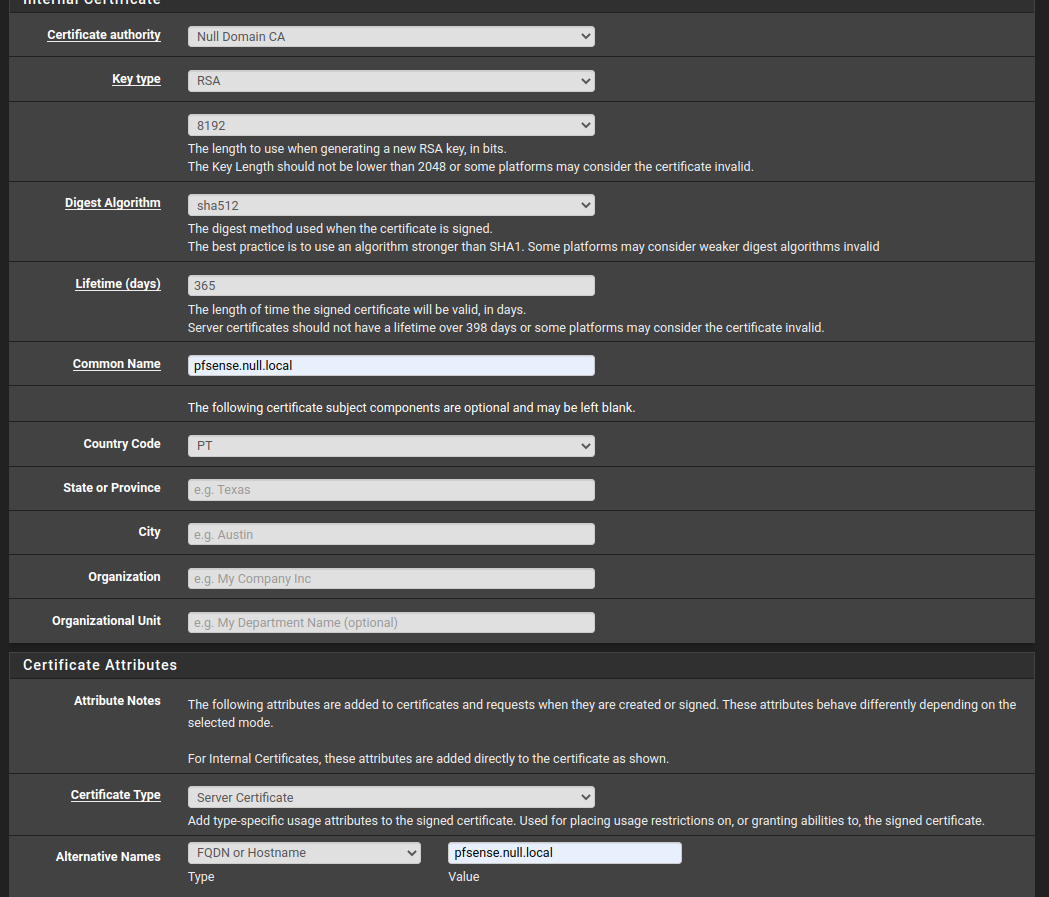 Internal Certificate
Certificate authority
Null Domain CA
Key type
RSA
8192
The length to use when generating a new RSA key, in bits.
The Key Length should not be lower than 2048 or some platforms may consider the certificate invalid.
Digest Algorithm
sha512
The digest method used when the certificate is signed.
The best practice is to use an algorithm stronger than SHA1. Some platforms may consider weaker digest algorithms invalid
Lifetime (days)
365
The length of time the signed certificate will be valid, in days.
Server certificates should not have a lifetime over 398 days or some platforms may consider the certificate invalid.
Common Name
pfsense.null.local
The following certificate subject components are optional and may be left blank.
Country Code
PT
State or Province
e.g. Texas
City
e.g. Austin
Organization
e.g. My Company Inc
Organizational Unit
e.g. My Department Name (optional)
Certificate Attributes
Attribute Notes
The following attributes are added to certificates and requests when they are created or signed. These attributes behave differently depending on the
selected mode.
For Internal Certificates, these attributes are added directly to the certificate as shown.
Certificate Type
Server Certificate
Add type-specific usage attributes to the signed certificate. Used for placing usage restrictions on, or granting abilities to, the signed certificate.
Alternative Names
FQDN or Hostname
pfsense.null.local
Type
Value